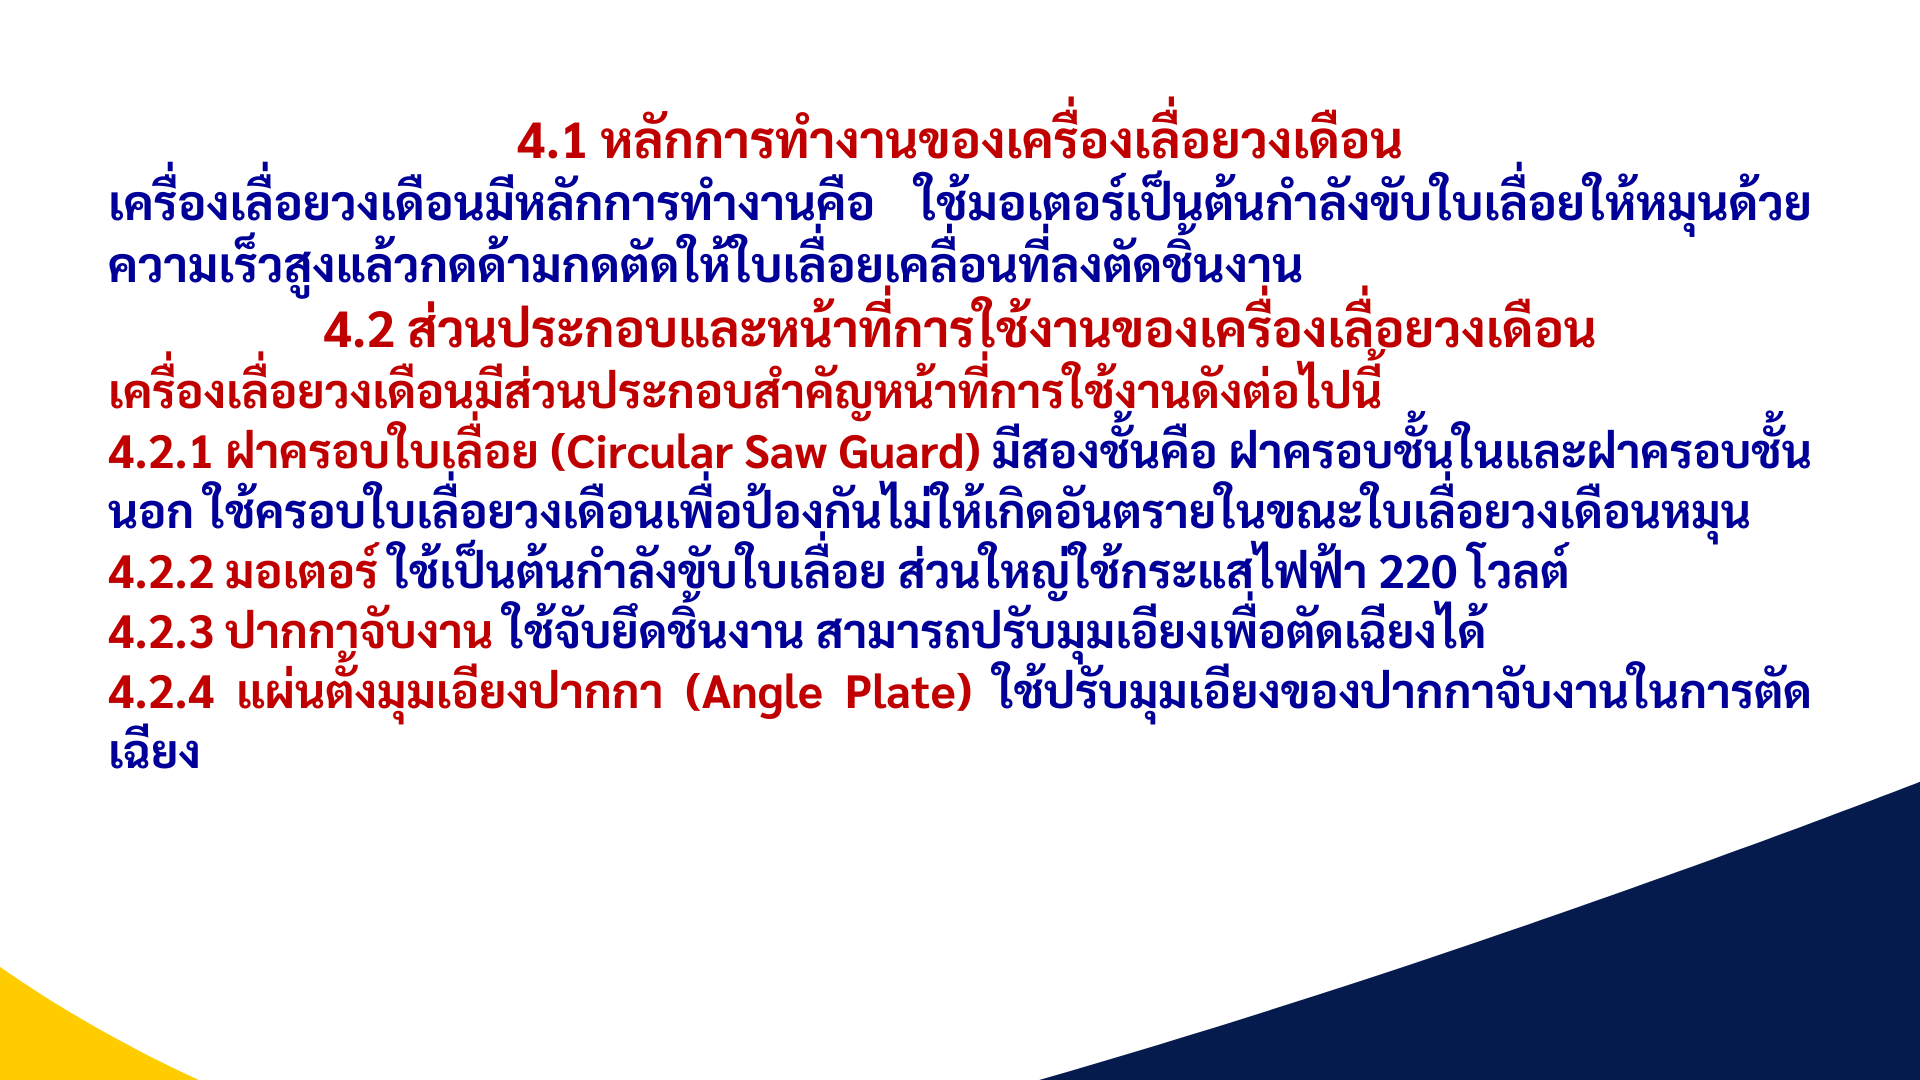 4.1 หลักการทำงานของเครื่องเลื่อยวงเดือน
เครื่องเลื่อยวงเดือนมีหลักการทำงานคือ ใช้มอเตอร์เป็นต้นกำลังขับใบเลื่อยให้หมุนด้วย
ความเร็วสูงแล้วกดด้ามกดตัดให้ใบเลื่อยเคลื่อนที่ลงตัดชิ้นงาน
4.2 ส่วนประกอบและหน้าที่การใช้งานของเครื่องเลื่อยวงเดือน
เครื่องเลื่อยวงเดือนมีส่วนประกอบสำคัญหน้าที่การใช้งานดังต่อไปนี้
4.2.1 ฝาครอบใบเลื่อย (Circular Saw Guard) มีสองชั้นคือ ฝาครอบชั้นในและฝาครอบชั้น
นอก ใช้ครอบใบเลื่อยวงเดือนเพื่อป้องกันไม่ให้เกิดอันตรายในขณะใบเลื่อยวงเดือนหมุน
4.2.2 มอเตอร์ ใช้เป็นต้นกำลังขับใบเลื่อย ส่วนใหญ่ใช้กระแสไฟฟ้า 220 โวลต์
4.2.3 ปากกาจับงาน ใช้จับยึดชิ้นงาน สามารถปรับมุมเอียงเพื่อตัดเฉียงได้
4.2.4 แผ่นตั้งมุมเอียงปากกา (Angle Plate) ใช้ปรับมุมเอียงของปากกาจับงานในการตัด
เฉียง